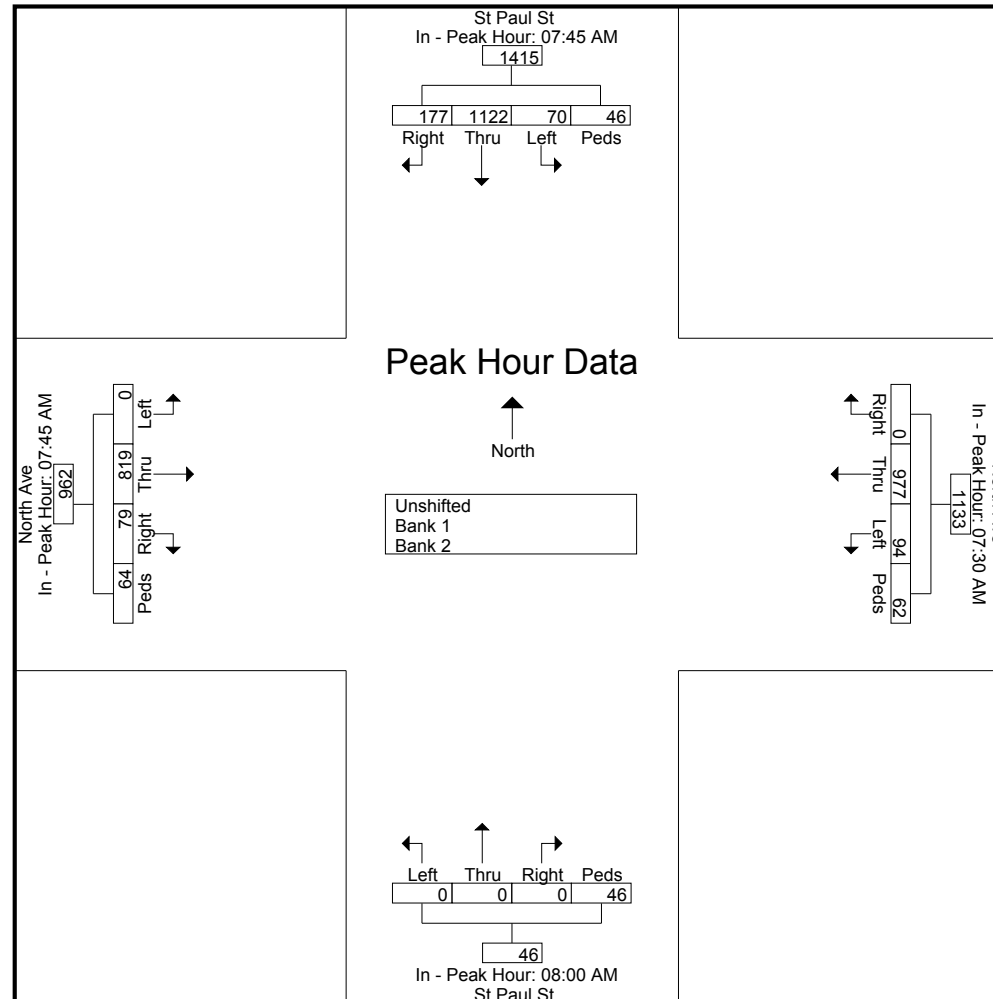 St Paul St
In - Peak Hour: 07:45 AM
1415
177 1122 70 46
Right Thru Left Peds
Peak Hour Data
North
Unshifted
Bank 1
Bank 2
North Ave
In - Peak Hour: 07:45 AM
962
0 819 79 64
Left Thru Right Peds
In - Peak Hour: 07:30 AM
1133
0 977 94 62
Right Thru Left Peds
Left Thru Right Peds
0 0 0 46
46
In - Peak Hour: 08:00 AM
St Paul St